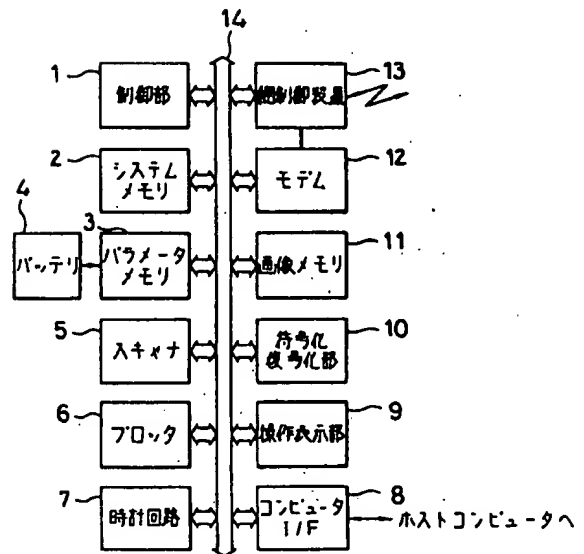 14
1
制御部
13
網制御装置
2
システム
メモリ
12
モデム
4
バッテリ
3
パラメータ
メモリ
11
画像メモリ
5
スキャナ
10
符号化
復号化部
6
プロッタ
9
操作表示部
7
時計回路
8
コンピュータ
I/F
ホストコンピュータへ